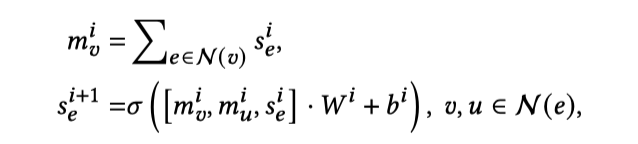 m_v^i = ∑_{e∈𝒩(v)} s_e^i,
s_e^{i+1} =σ ([m_v^i, m_u^i, s_e^i] · W^i + b^i), v, u ∈ 𝒩(e),